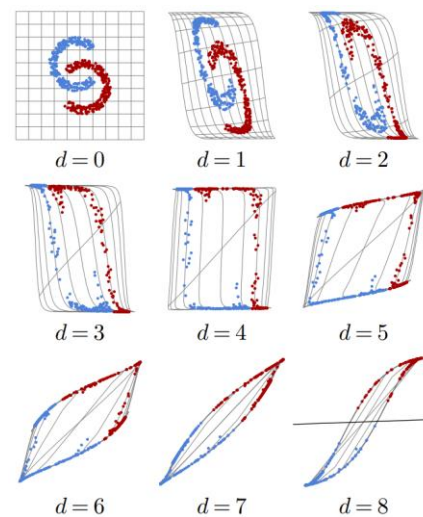 d = 0 d = 1 d = 2
d = 3 d = 4 d = 5
d = 6 d = 7 d = 8